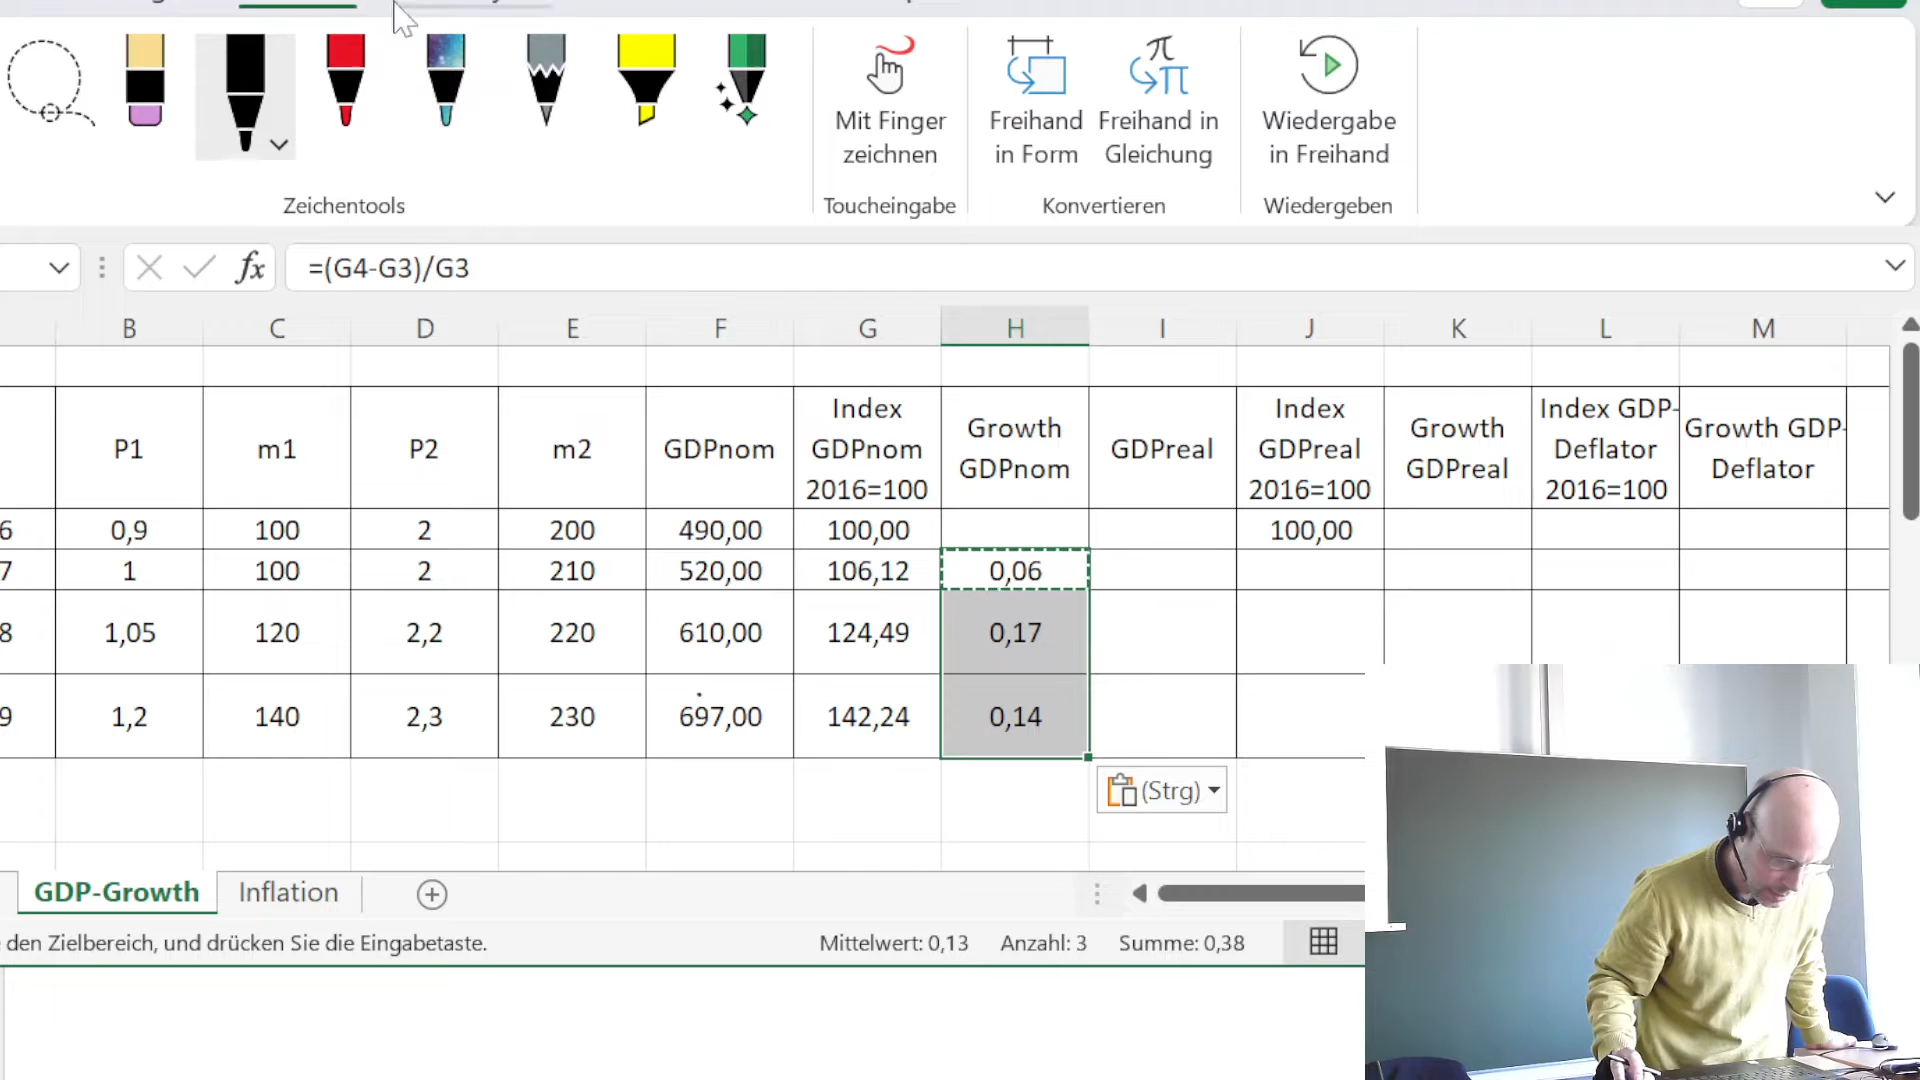 Mit Finger zeichnen
Freihand in Form
Freihand in Gleichung
Wiedergabe in Freihand
Zeichentools
Toucheingabe
Konvertieren
Wiedergeben
fx
=(G4-G3)/G3
B C D E F G H I J K L M
P1 m1 P2 m2 GDPnom Index GDPnom 2016=100 Growth GDPnom GDPreal Index GDPreal 2016=100 Growth GDPreal Index GDP-Deflator 2016=100 Growth GDP-Deflator
6 0,9 100 2 200 490,00 100,00 100,00
7 1 100 2 210 520,00 106,12 0,06
8 1,05 120 2,2 220 610,00 124,49 0,17
9 1,2 140 2,3 230 697,00 142,24 0,14
(Strg)
GDP-Growth Inflation
den Zielbereich, und drücken Sie die Eingabetaste.
Mittelwert: 0,13 Anzahl: 3 Summe: 0,38